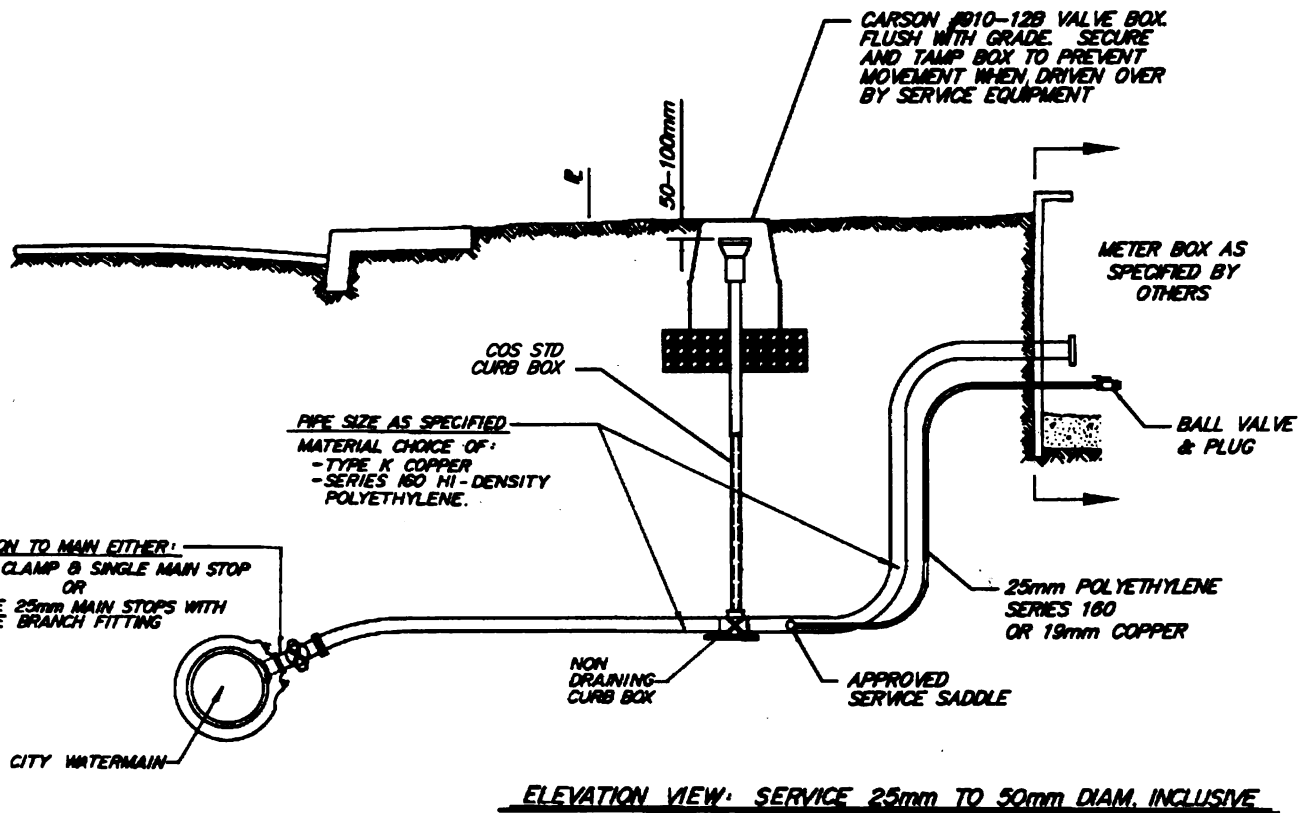 CARSON #910-12B VALVE BOX.
FLUSH WITH GRADE. SECURE
AND TAMP BOX TO PREVENT
MOVEMENT WHEN DRIVEN OVER
BY SERVICE EQUIPMENT
50-100mm
METER BOX AS
SPECIFIED BY
OTHERS
COS STD
CURB BOX
PIPE SIZE AS SPECIFIED
MATERIAL CHOICE OF:
-TYPE K COPPER
-SERIES 160 HI-DENSITY
POLYETHYLENE.
BALL VALVE
& PLUG
ON TO MAIN EITHER:
CLAMP & SINGLE MAIN STOP
OR
E 25mm MAIN STOPS WITH
E BRANCH FITTING
25mm POLYETHYLENE
SERIES 160
OR 19mm COPPER
NON
DRAINING
CURB BOX
APPROVED
SERVICE SADDLE
CITY WATERMAIN
ELEVATION VIEW: SERVICE 25mm TO 50mm DIAM. INCLUSIVE